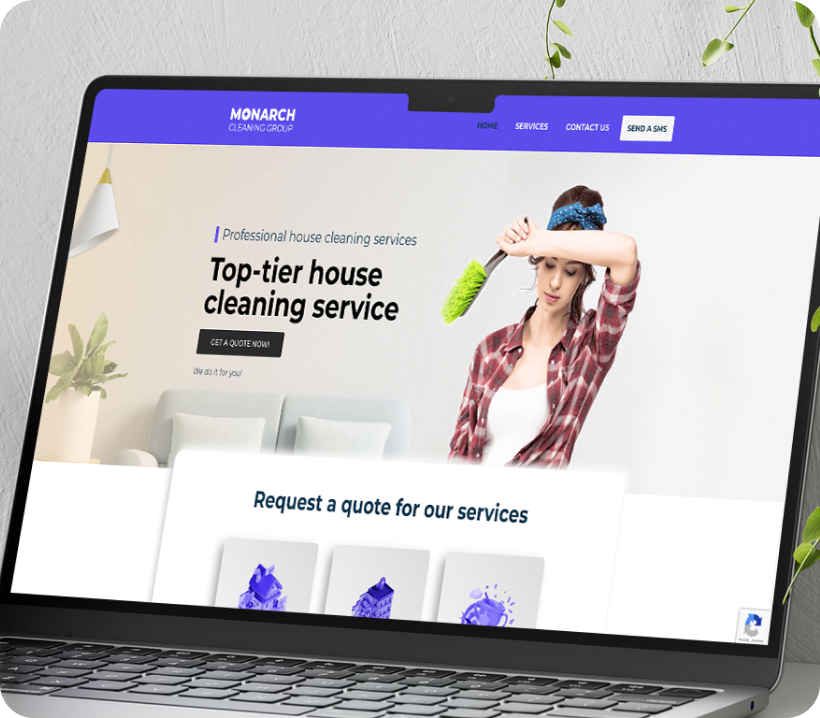 MONARCH
CLEANING GROUP
HOME SERVICES CONTACT US SEND A SMS
Professional house cleaning services
Top-tier house
cleaning service
GET A QUOTE NOW!
We do it for you!
Request a quote for our services